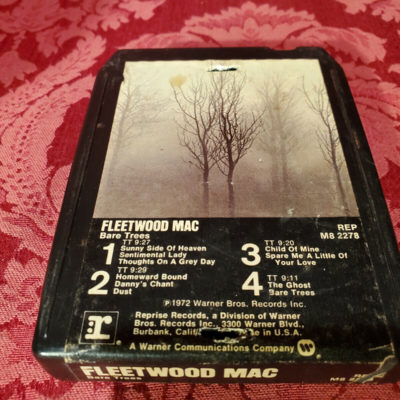 FLEETWOOD MAC
Bare Trees
REP
M8 2278
1
TT 9:27
Sunny Side Of Heaven
Sentimental Lady
Thoughts On A Grey Day
2
TT 9:29
Homeward Bound
Danny's Chant
Dust
3
TT 9:20
Child Of Mine
Spare Me A Little Of
Your Love
4
TT 9:11
The Ghost
Bare Trees
©1972 Warner Bros. Records Inc.
r
Reprise Records, a Division of Warner
Bros. Records Inc., 3300 Warner Blvd.,
Burbank, in U.S.A.
A Warner Communications Company
FLEETWOOD MAC
Bare Trees
REP
M8